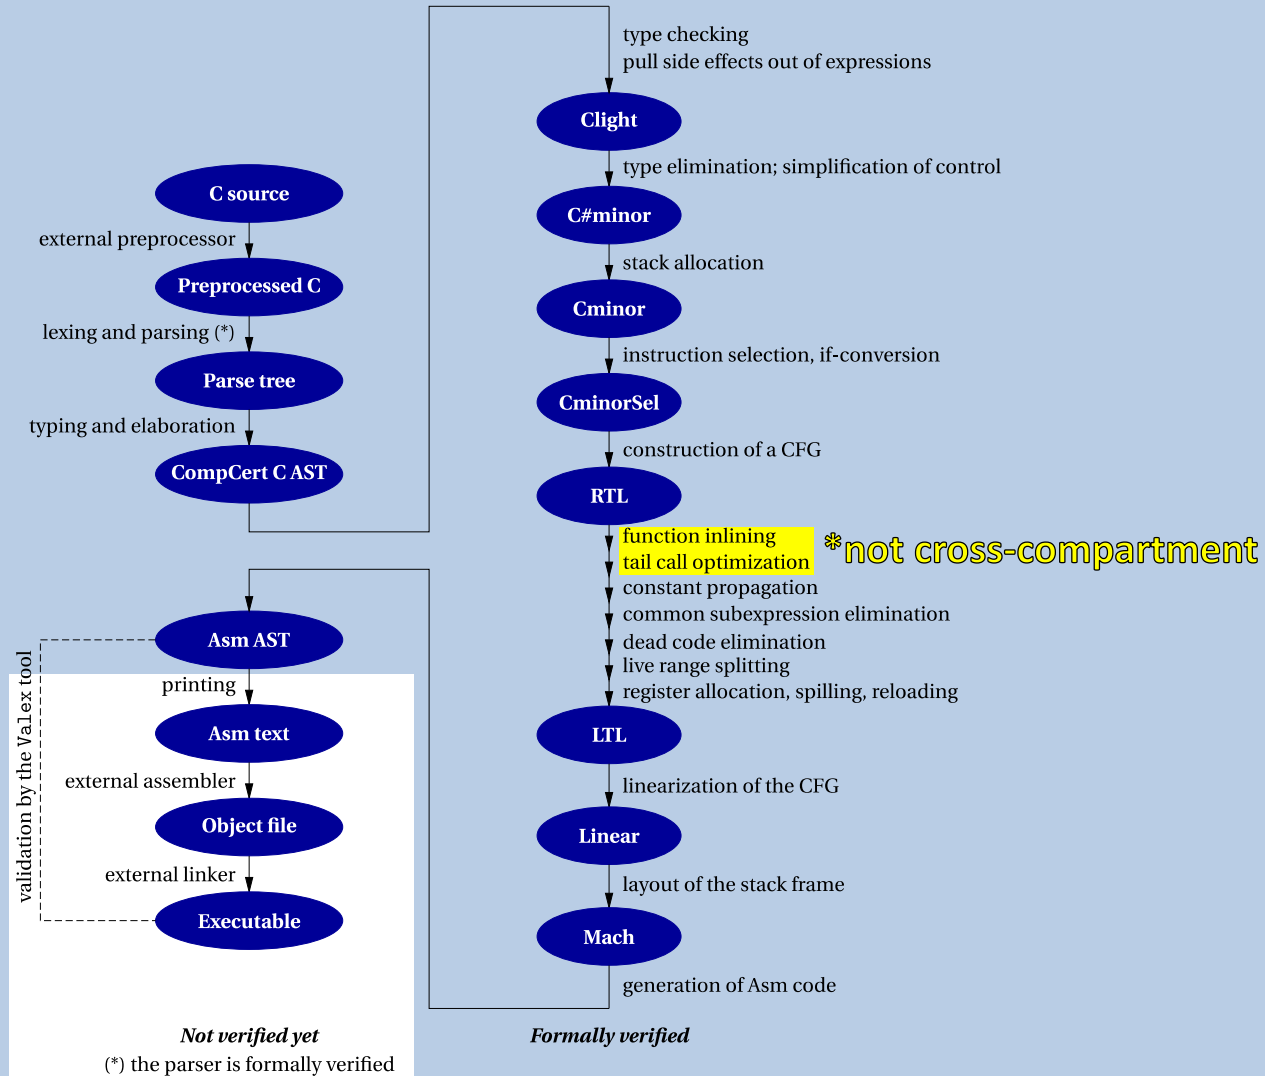 C source
external preprocessor
Preprocessed C
lexing and parsing (*)
Parse tree
typing and elaboration
CompCert C AST
type checking
pull side effects out of expressions
Clight
type elimination; simplification of control
C#minor
stack allocation
Cminor
instruction selection, if-conversion
CminorSel
construction of a CFG
RTL
function inlining
tail call optimization
*not cross-compartment
constant propagation
common subexpression elimination
dead code elimination
live range splitting
register allocation, spilling, reloading
LTL
linearization of the CFG
Linear
layout of the stack frame
Mach
generation of Asm code
Asm AST
printing
Asm text
external assembler
Object file
external linker
Executable
validation by the Valex tool
Not verified yet
(*) the parser is formally verified
Formally verified